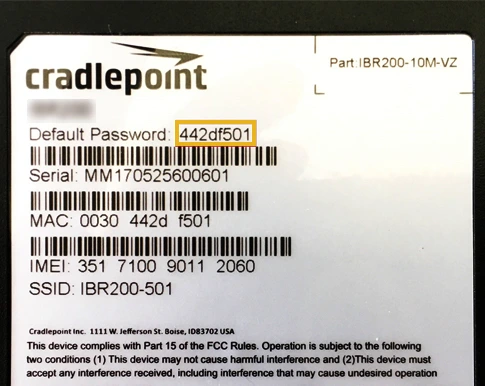 cradlepoint
Part:IBR200-10M-VZ
Default Password: 442df501
Serial: MM170525600601
MAC: 0030 442d f501
IMEI: 351 7100 9011 2060
SSID: IBR200-501
Cradlepoint Inc. 1111 W. Jefferson St. Boise, ID83702 USA
This device complies with Part 15 of the FCC Rules. Operation is subject to the following
two conditions (1) This device may not cause harmful interference and (2)This device must
accept any interference received, including interference that may cause undesired operation